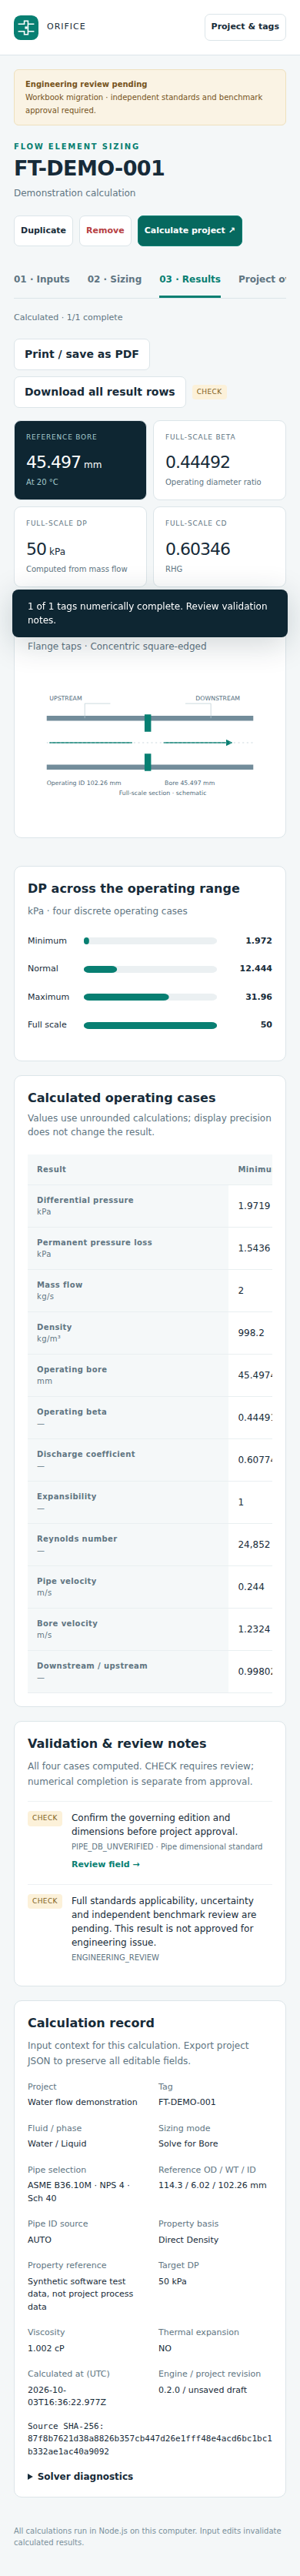 ORIFICE
Project & tags
Engineering review pending
Workbook migration · independent standards and benchmark
approval required.
FLOW ELEMENT SIZING
FT-DEMO-001
Demonstration calculation
Duplicate
Remove
Calculate project ↗
01 · Inputs
02 · Sizing
03 · Results
Project o
Calculated · 1/1 complete
Print / save as PDF
Download all result rows
CHECK
REFERENCE BORE
45.497 mm
At 20 °C
FULL-SCALE BETA
0.44492
Operating diameter ratio
FULL-SCALE DP
50 kPa
Computed from mass flow
FULL-SCALE CD
0.60346
RHG
1 of 1 tags numerically complete. Review validation
notes.
Flange taps · Concentric square-edged
UPSTREAM
DOWNSTREAM
Operating ID 102.26 mm
Bore 45.497 mm
Full-scale section · schematic
DP across the operating range
kPa · four discrete operating cases
Minimum 1.972
Normal 12.444
Maximum 31.96
Full scale 50
Calculated operating cases
Values use unrounded calculations; display precision
does not change the result.
Result Minimu
Differential pressure
kPa
1.9719
Permanent pressure loss
kPa
1.5436
Mass flow
kg/s
2
Density
kg/m³
998.2
Operating bore
mm
45.4974
Operating beta
—
0.44491
Discharge coefficient
—
0.60774
Expansibility
—
1
Reynolds number
—
24,852
Pipe velocity
m/s
0.244
Bore velocity
m/s
1.2324
Downstream / upstream
—
0.99802
Validation & review notes
All four cases computed. CHECK requires review;
numerical completion is separate from approval.
CHECK
Confirm the governing edition and
dimensions before project approval.
PIPE_DB_UNVERIFIED · Pipe dimensional standard
Review field →
CHECK
Full standards applicability, uncertainty
and independent benchmark review are
pending. This result is not approved for
engineering issue.
ENGINEERING_REVIEW
Calculation record
Input context for this calculation. Export project
JSON to preserve all editable fields.
Project
Water flow demonstration
Tag
FT-DEMO-001
Fluid / phase
Water / Liquid
Sizing mode
Solve for Bore
Pipe selection
ASME B36.10M · NPS 4 ·
Sch 40
Reference OD / WT / ID
114.3 / 6.02 / 102.26 mm
Pipe ID source
AUTO
Property basis
Direct Density
Property reference
Synthetic software test
data, not project process
data
Target DP
50 kPa
Viscosity
1.002 cP
Thermal expansion
NO
Calculated at (UTC)
2026-10-
03T16:36:22.977Z
Engine / project revision
0.2.0 / unsaved draft
Source SHA-256:
87f8b7621d38a8826b357cb447d26e1fff48e4acd6bc1bc1
b332ae1ac40a9092
Solver diagnostics
All calculations run in Node.js on this computer. Input edits invalidate
calculated results.